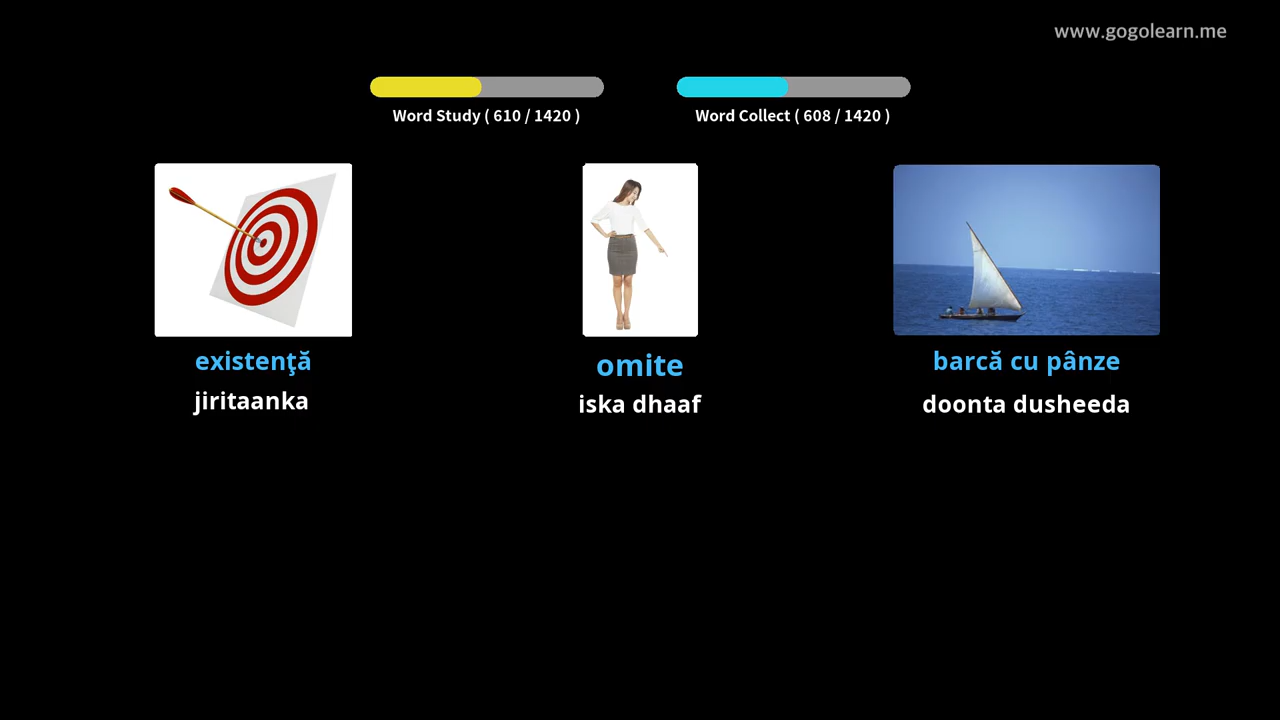 www.gogolearn.me
Word Study ( 610 / 1420 )
Word Collect ( 608 / 1420 )
existenţă
jiritaanka
omite
iska dhaaf
barcă cu pânze
doonta dusheeda